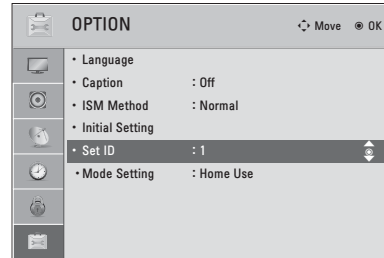 OPTION Move OK
• Language
• Caption : Off
• ISM Method : Normal
• Initial Setting
• Set ID : 1
• Mode Setting : Home Use